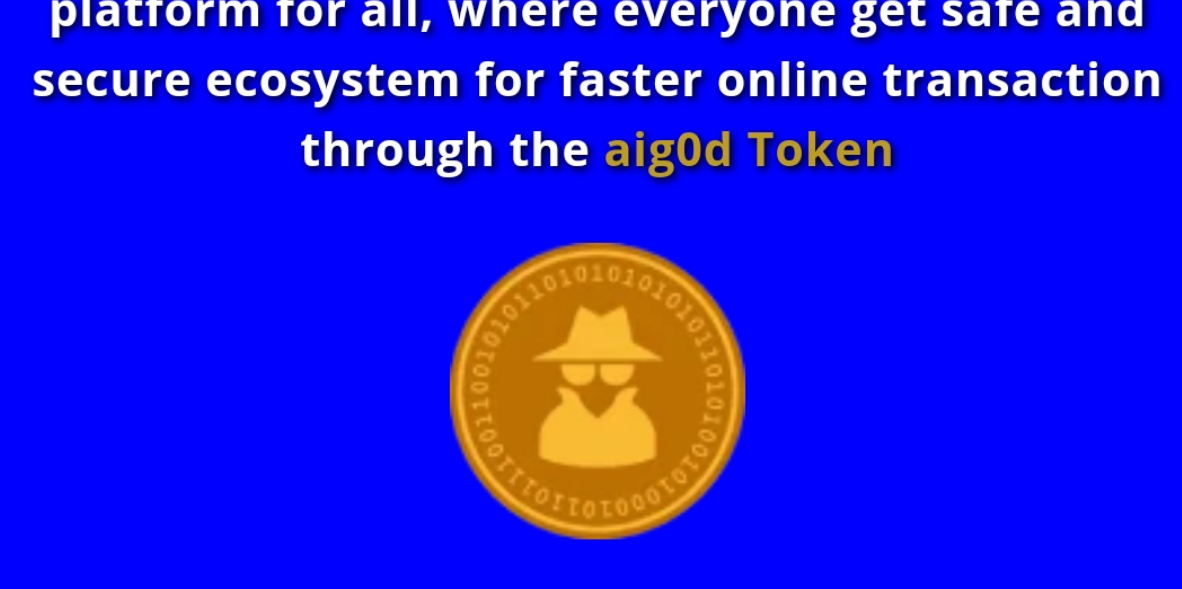 platform for all, where everyone get safe and
secure ecosystem for faster online transaction
through the aig0d Token